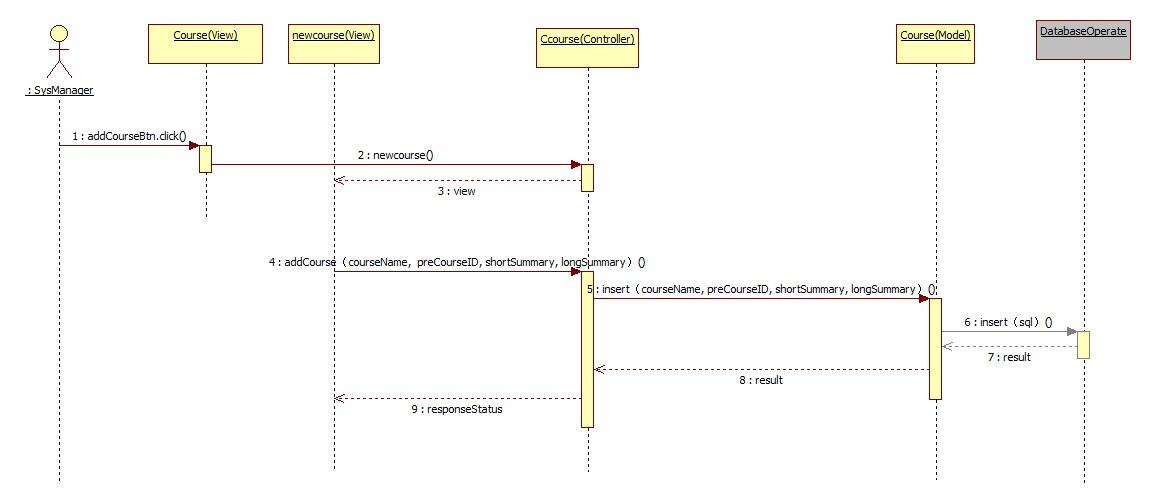 Course(View)
newcourse(View)
Ccourse(Controller)
Course(Model)
DatabaseOperate
: SysManager
1 : addCourseBtn.click()
2 : newcourse()
3 : view
4 : addCourse（courseName, preCourseID, shortSummary, longSummary）()
5 : insert（courseName, preCourseID, shortSummary, longSummary）()
6 : insert（sql）()
7 : result
8 : result
9 : responseStatus